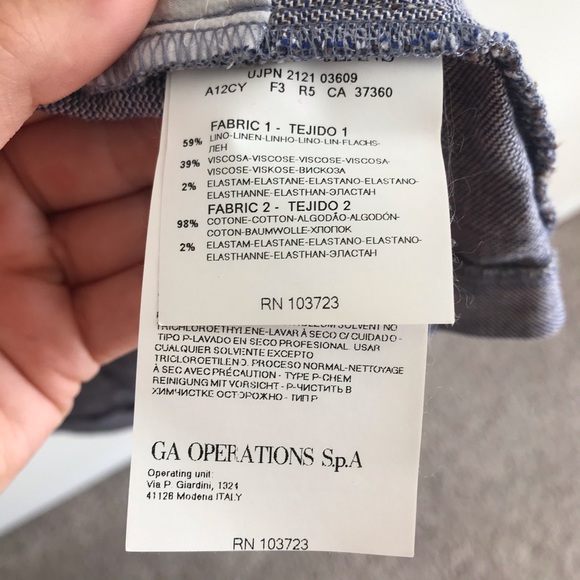 UJPN 2121 03609
A12CY F3 R5 CA 37360
FABRIC 1 - TEJIDO 1
59% LINO-LINEN-LINHO-LINO-LIN-FLACHS-
ЛЕН
39% VISCOSA-VISCOSE-VISCOSE-VISCOSA-
VISCOSE-VISKOSE-ВИСКОЗА
2% ELASTAM-ELASTANE-ELASTANO-ELASTANO-
ELASTHANNE-ELASTHAN-ЭЛАСТАН
FABRIC 2 - TEJIDO 2
98% COTONE-COTTON-ALGODÃO-ALGODÓN-
COTON-BAUMWOLLE-ХЛОПОК
2% ELASTAM-ELASTANE-ELASTANO-ELASTANO-
ELASTHANNE-ELASTHAN-ЭЛАСТАН
RN 103723
SOLVENT NO
TRICHLOROETHYLENE-LAVAR À SECO C/ CUIDADO -
TIPO P-LAVADO EN SECO PROFESIONAL. USAR
CUALQUIER SOLVENTE EXCEPTO
TRICLOROETILENO. PROCESO NORMAL-NETTOYAGE
À SEC AVEC PRÉCAUTION - TYPE P-CHEM
REINIGUNG MIT VORSICHT - P-ЧИСТИТЬ В
ХИМЧИСТКЕ ОСТОРОЖНО - ТИП P
GA OPERATIONS S.p.A
Operating unit:
Via P. Giardini, 1324
41126 Modena ITALY
RN 103723